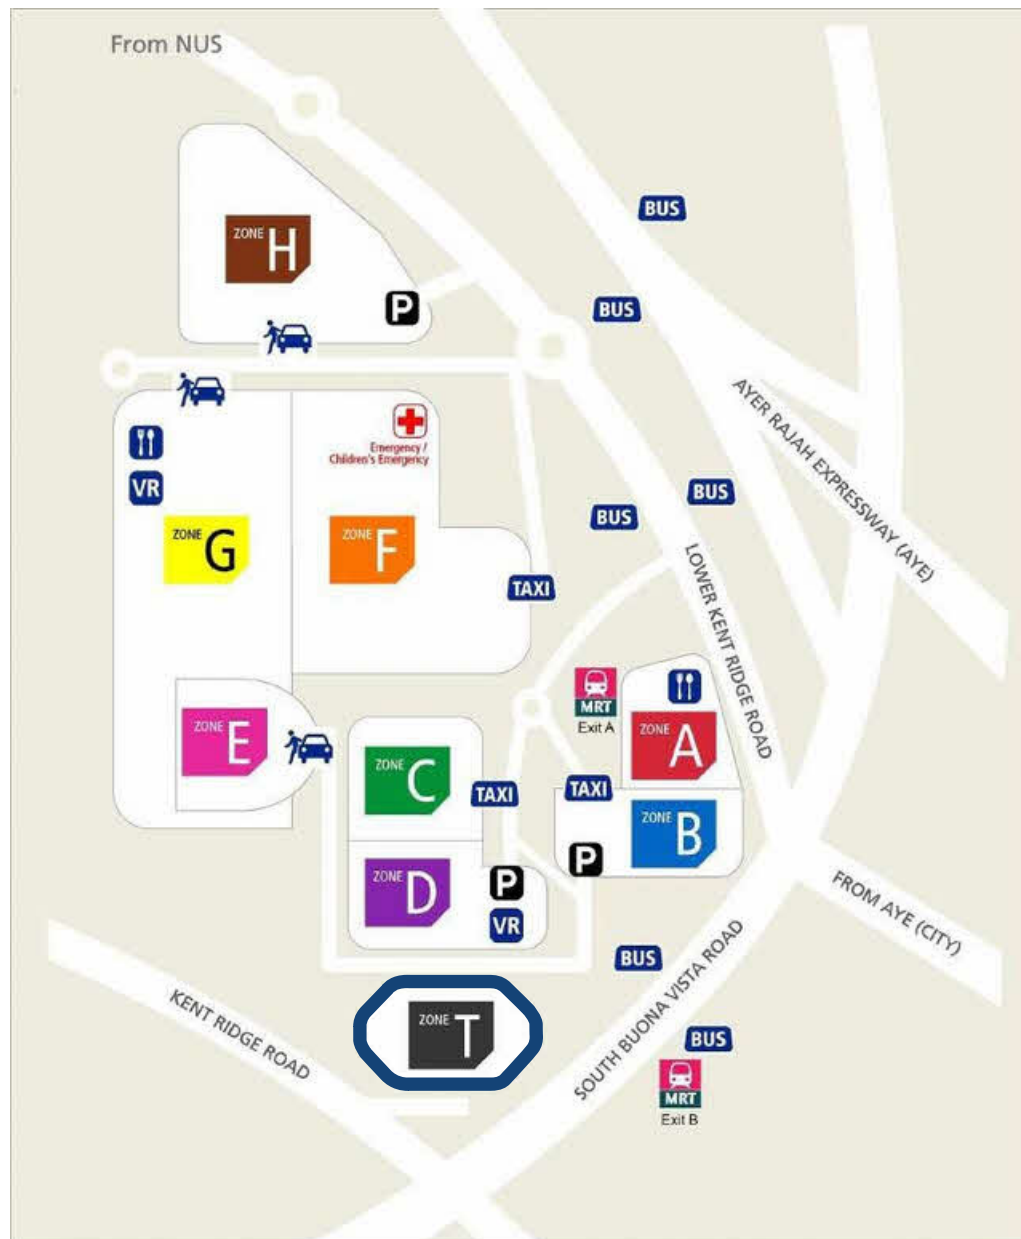 From NUS
BUS
ZONE H
P
BUS
AYER RAJAH EXPRESSWAY (AYE)
Emergency /
Children's Emergency
VR
BUS
BUS
ZONE G
ZONE F
TAXI
LOWER KENT RIDGE ROAD
MRT
Exit A
ZONE E
ZONE A
ZONE C
TAXI
TAXI
ZONE B
P
ZONE D
P
VR
FROM AYE (CITY)
BUS
SOUTH BUONA VISTA ROAD
KENT RIDGE ROAD
ZONE T
BUS
MRT
Exit B